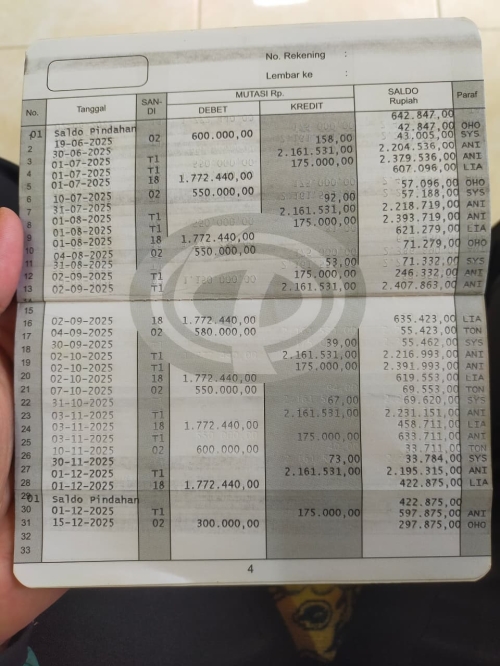 No. Rekening :
Lembar ke :
No. Tanggal SAN-DI MUTASI Rp. DEBET KREDIT SALDO Rupiah Paraf
01 Saldo Pindahan 642.847,00
19-06-2025 02 600.000,00 42.847,00 OHO
2 30-06-2025 158,00 43.005,00 SYS
3 01-07-2025 T1 2.161.531,00 2.204.536,00 ANI
4 01-07-2025 T1 175.000,00 2.379.536,00 ANI
5 01-07-2025 18 1.772.440,00 607.096,00 LIA
6 10-07-2025 02 550.000,00 57.096,00 OHO
31-07-2025 92,00 57.188,00 SYS
7 01-08-2025 T1 2.161.531,00 2.218.719,00 ANI
8 01-08-2025 T1 175.000,00 2.393.719,00 ANI
9 01-08-2025 18 1.772.440,00 621.279,00 LIA
10 04-08-2025 02 550.000,00 71.279,00 OHO
11 31-08-2025 53,00 71.332,00 SYS
12 02-09-2025 T1 175.000,00 246.332,00 ANI
13 02-09-2025 T1 2.161.531,00 2.407.863,00 ANI
14
15
16 02-09-2025 18 1.772.440,00 635.423,00 LIA
17 04-09-2025 02 580.000,00 55.423,00 TON
18 30-09-2025 39,00 55.462,00 SYS
19 02-10-2025 T1 2.161.531,00 2.216.993,00 ANI
02-10-2025 T1 175.000,00 2.391.993,00 ANI
20 02-10-2025 18 1.772.440,00 619.553,00 LIA
21 07-10-2025 02 550.000,00 69.553,00 TON
22 31-10-2025 67,00 69.620,00 SYS
23 03-11-2025 T1 2.161.531,00 2.231.151,00 ANI
24 03-11-2025 18 1.772.440,00 458.711,00 LIA
25 03-11-2025 T1 175.000,00 633.711,00 ANI
26 10-11-2025 02 600.000,00 33.711,00 TON
30-11-2025 73,00 33.784,00 SYS
27 01-12-2025 T1 2.161.531,00 2.195.315,00 ANI
28 01-12-2025 18 1.772.440,00 422.875,00 LIA
29 01 Saldo Pindahan 422.875,00
30 01-12-2025 T1 175.000,00 597.875,00 ANI
31 15-12-2025 02 300.000,00 297.875,00 OHO
32
33
4